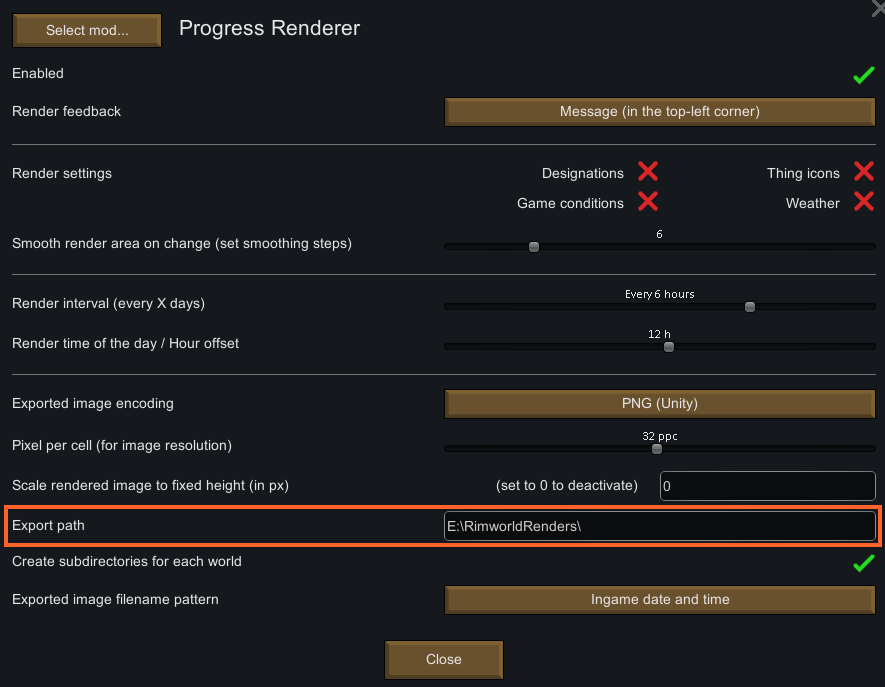 Select mod...
Progress Renderer
Enabled
Render feedback
Message (in the top-left corner)
Render settings
Designations
Thing icons
Game conditions
Weather
Smooth render area on change (set smoothing steps)
6
Render interval (every X days)
Every 6 hours
Render time of the day / Hour offset
12 h
Exported image encoding
PNG (Unity)
Pixel per cell (for image resolution)
32 ppc
Scale rendered image to fixed height (in px)
(set to 0 to deactivate)
0
Export path
E:\RimworldRenders\
Create subdirectories for each world
Exported image filename pattern
Ingame date and time
Close